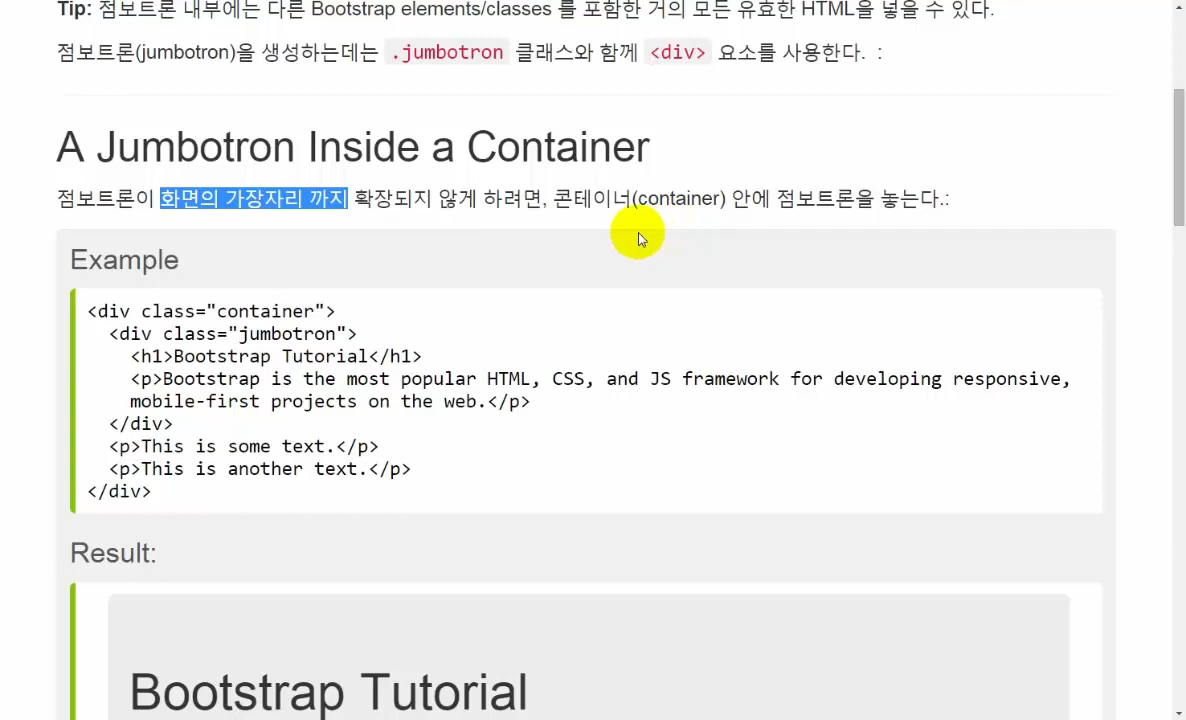 Tip: 점보트론 내부에는 다른 Bootstrap elements/classes 를 포함한 거의 모든 유효한 HTML을 넣을 수 있다.
점보트론(jumbotron)을 생성하는데는 .jumbotron 클래스와 함께 <div> 요소를 사용한다. :
A Jumbotron Inside a Container
점보트론이 화면의 가장자리 까지 확장되지 않게 하려면, 콘테이너(container) 안에 점보트론을 놓는다.:
Example
<div class="container">
<div class="jumbotron">
<h1>Bootstrap Tutorial</h1>
<p>Bootstrap is the most popular HTML, CSS, and JS framework for developing responsive,
mobile-first projects on the web.</p>
</div>
<p>This is some text.</p>
<p>This is another text.</p>
</div>
Result:
Bootstrap Tutorial